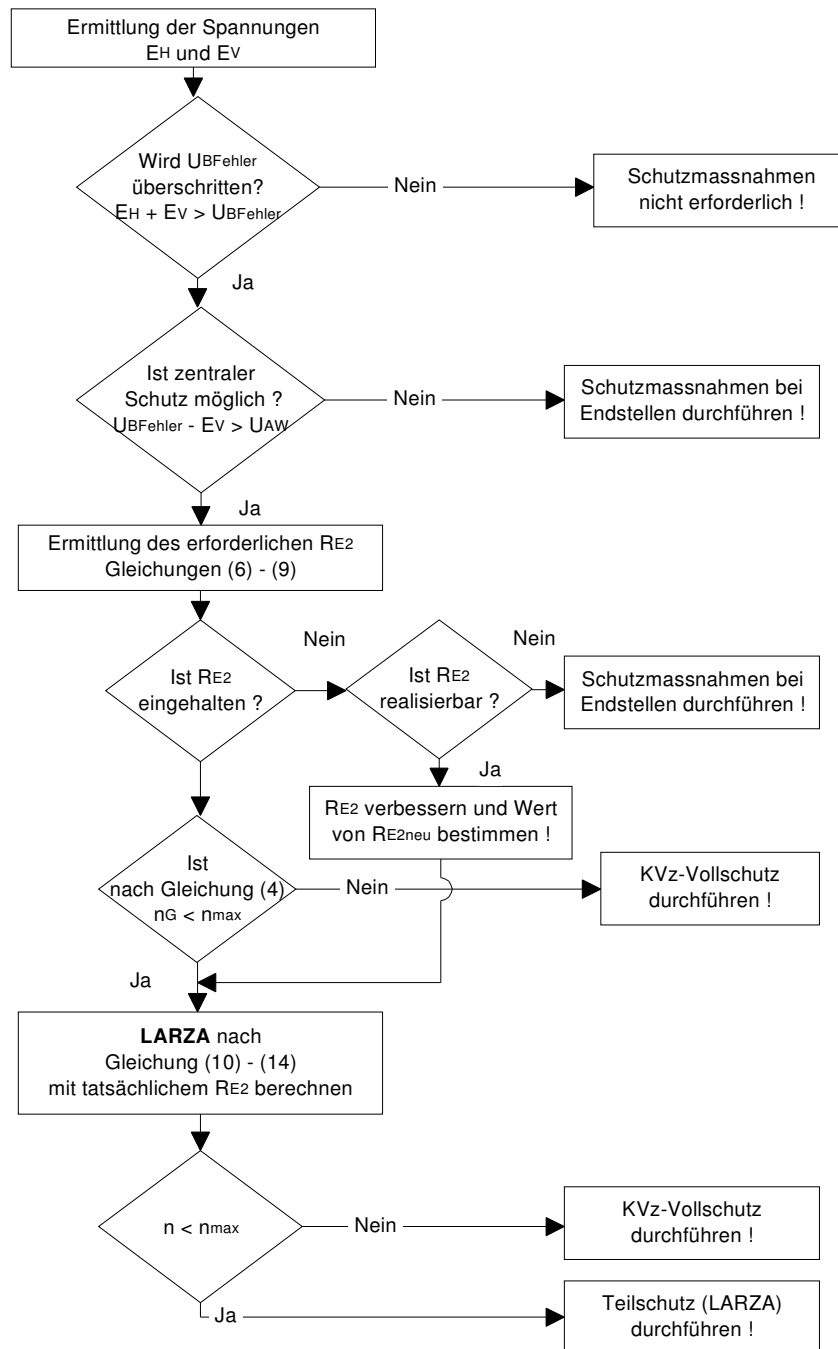 Ermittlung der Spannungen
EH und EV
Wird UBFehler
überschritten?
EH + EV > UBFehler
Nein
Schutzmassnahmen
nicht erforderlich !
Ja
Ist zentraler
Schutz möglich ?
UBFehler - EV > UAW
Nein
Schutzmassnahmen bei
Endstellen durchführen !
Ja
Ermittlung des erforderlichen RE2
Gleichungen (6) - (9)
Ist RE2
eingehalten ?
Nein
Ist RE2
realisierbar ?
Nein
Schutzmassnahmen bei
Endstellen durchführen !
Ja
RE2 verbessern und Wert
von RE2neu bestimmen !
Ist
nach Gleichung (4)
nG < nmax
Nein
KVz-Vollschutz
durchführen !
Ja
LARZA nach
Gleichung (10) - (14)
mit tatsächlichem RE2 berechnen
n < nmax
Nein
KVz-Vollschutz
durchführen !
Ja
Teilschutz (LARZA)
durchführen !